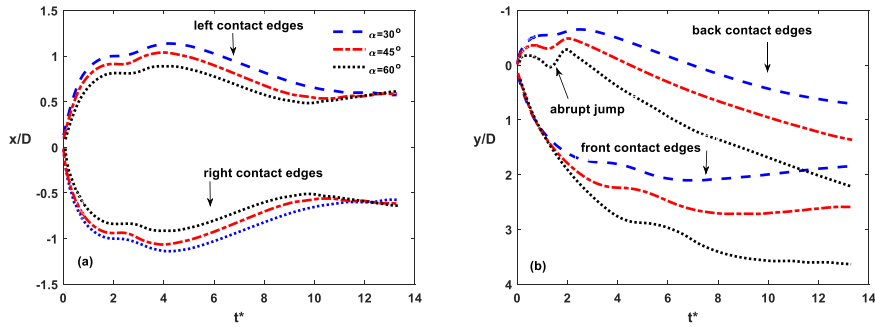 (a)
left contact edges
α=30°
α=45°
α=60°
right contact edges
x/D
1.5
1
0.5
0
-0.5
-1
-1.5
0 2 4 6 8 10 12 14
t*
(b)
back contact edges
abrupt jump
front contact edges
y/D
-1
0
1
2
3
4
0 2 4 6 8 10 12 14
t*